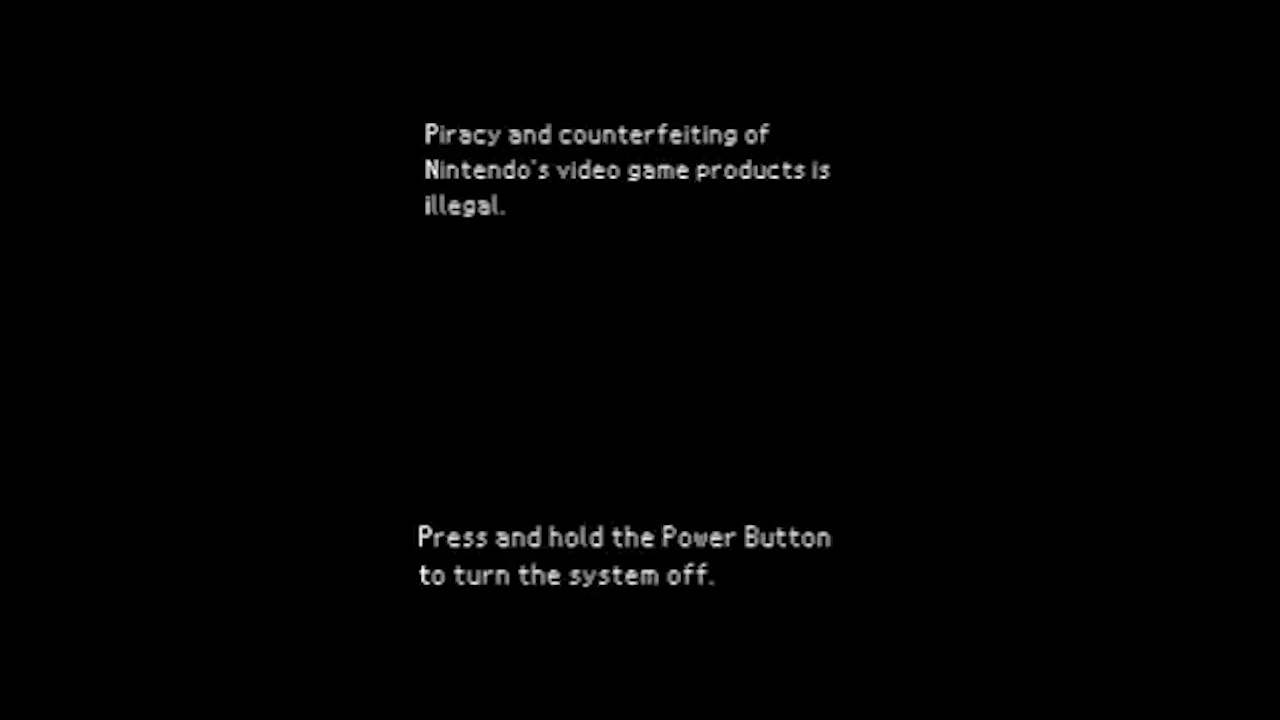 Piracy and counterfeiting of
Nintendo's video game products is
illegal.
Press and hold the Power Button
to turn the system off.